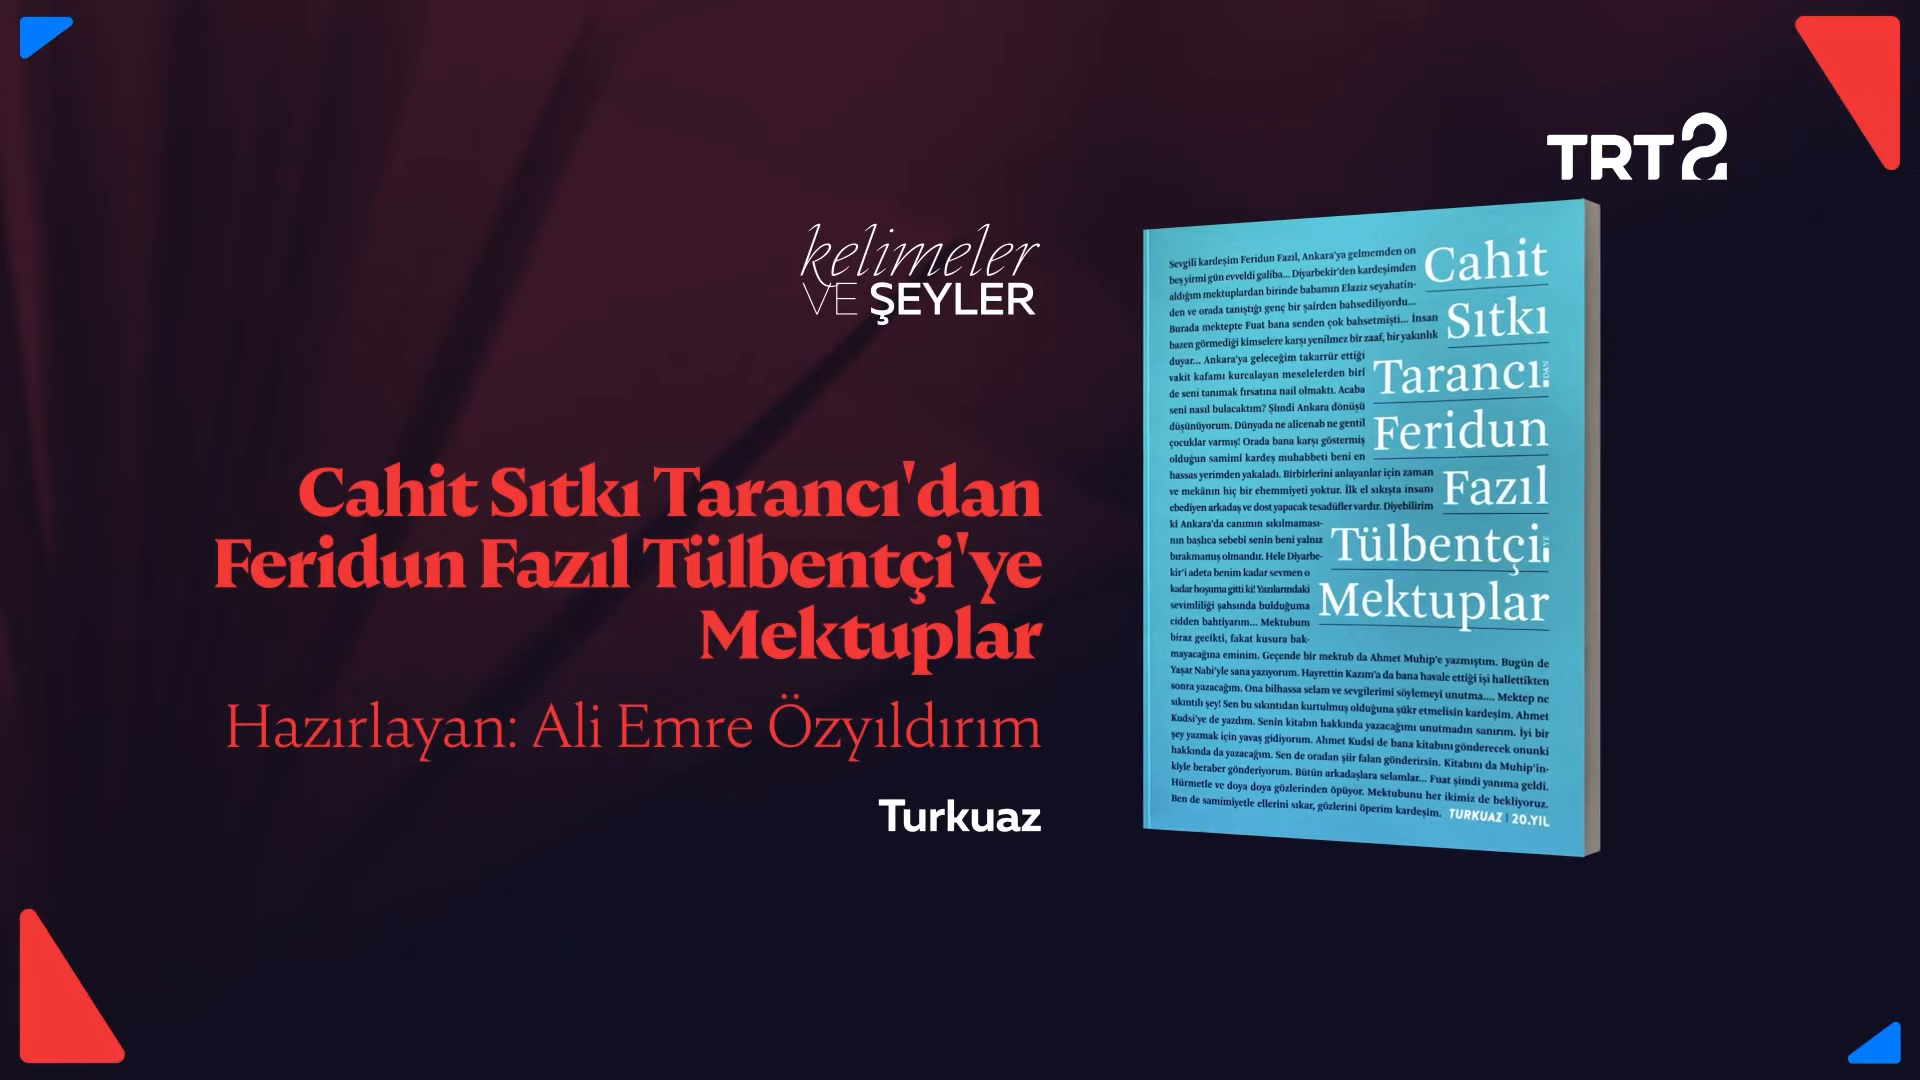 TRT2
kelimeler
VE ŞEYLER
Cahit Sıtkı Tarancı'dan
Feridun Fazıl Tülbentçi'ye
Mektuplar
Hazırlayan: Ali Emre Özyıldırım
Turkuaz
Cahit
Sıtkı
Tarancı'DAN
Feridun
Fazıl
Tülbentçi'YE
Mektuplar
Sevgili kardeşim Feridun Fazıl, Ankara'ya gelmemden on
beş yirmi gün evveldi galiba... Diyarbekir'den kardeşimden
aldığım mektuplardan birinde babamın Elaziz seyahatin-
den ve orada tanıştığı genç bir şairden bahsediliyordu...
Burada mektepte Fuat bana senden çok bahsetmişti... İnsan
bazen görmediği kimselere karşı yenilmez bir zaaf, bir yakınlık
duyar... Ankara'ya geleceğim takarrür ettiği
vakit kafamı kurcalayan meselelerden biri
de seni tanımak fırsatına nail olmaktı. Acaba
seni nasıl bulacaktım? Şimdi Ankara dönüşü
düşünüyorum. Dünyada ne alicenab ne gentil
çocuklar varmış! Orada bana karşı göstermiş
olduğun samimi kardeş muhabbeti beni en
hassas yerimden yakaladı. Birbirlerini anlayanlar için zaman
ve mekânın hiç bir ehemmiyeti yoktur. İlk el sıkışta insanı
ebediyen arkadaş ve dost yapacak tesadüfler vardır. Diyebilirim
ki Ankara'da canımın sıkılmaması-
nın başlıca sebebi senin beni yalnız
bırakmamış olmandır. Hele Diyarbe-
kir'i adeta benim kadar sevmen o
kadar hoşuma gitti ki! Yazılarındaki
sevimliliği şahsında bulduğuma
cidden bahtiyarım... Mektubum
biraz gecikti, fakat kusura bak-
mayacağına eminim. Geçende bir mektub da Ahmet Muhip'e yazmıştım. Bugün de
Yaşar Nabi'yle sana yazıyorum. Hayrettin Kazım'a da bana havale ettiği işi hallettikten
sonra yazacağım. Ona bilhassa selam ve sevgilerimi söylemeyi unutma.... Mektep ne
sıkıntılı şey! Sen bu sıkıntıdan kurtulmuş olduğuna şükr etmelisin kardeşim. Ahmet
Kudsi'ye de yazdım. Senin kitabın hakkında yazacağımı unutmadın sanırım. İyi bir
şey yazmak için yavaş gidiyorum. Ahmet Kudsi de bana kitabını gönderecek onunki
hakkında da yazacağım. Sen de oradan şiir falan gönderirsin. Kitabını da Muhip'in-
kiyle beraber gönderiyorum. Bütün arkadaşlara selamlar... Fuat şimdi yanıma geldi.
Hürmetle ve doya doya gözlerinden öpüyor. Mektubunu her ikimiz de bekliyoruz.
Ben de samimiyetle ellerini sıkar, gözlerini öperim kardeşim.
TURKUAZ | 20.YIL